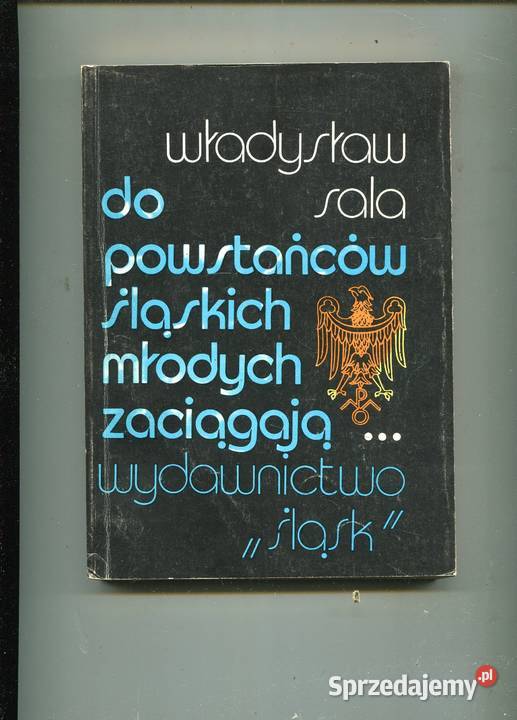 władysław
sala
do
powstańców
śląskich
młodych
zaciągają ...
wydawnictwo
„śląsk”
Sprzedajemy.pl